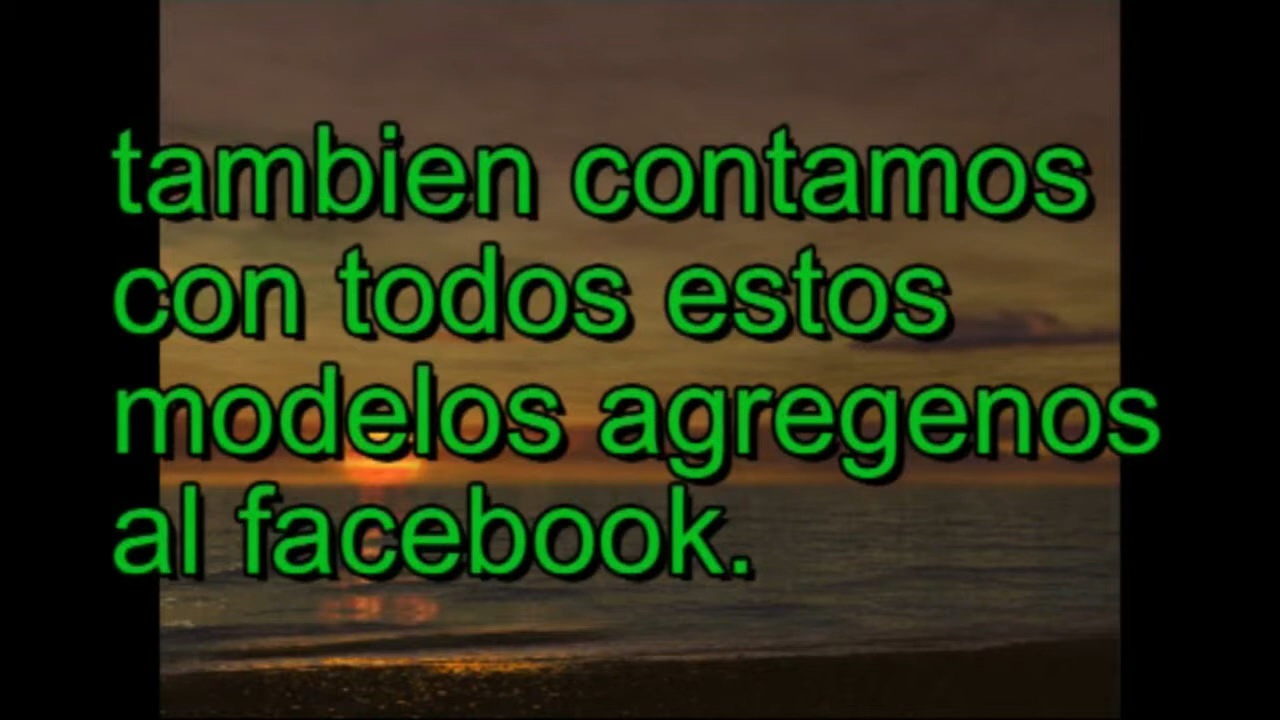 tambien contamos
con todos estos
modelos agregenos
al facebook.